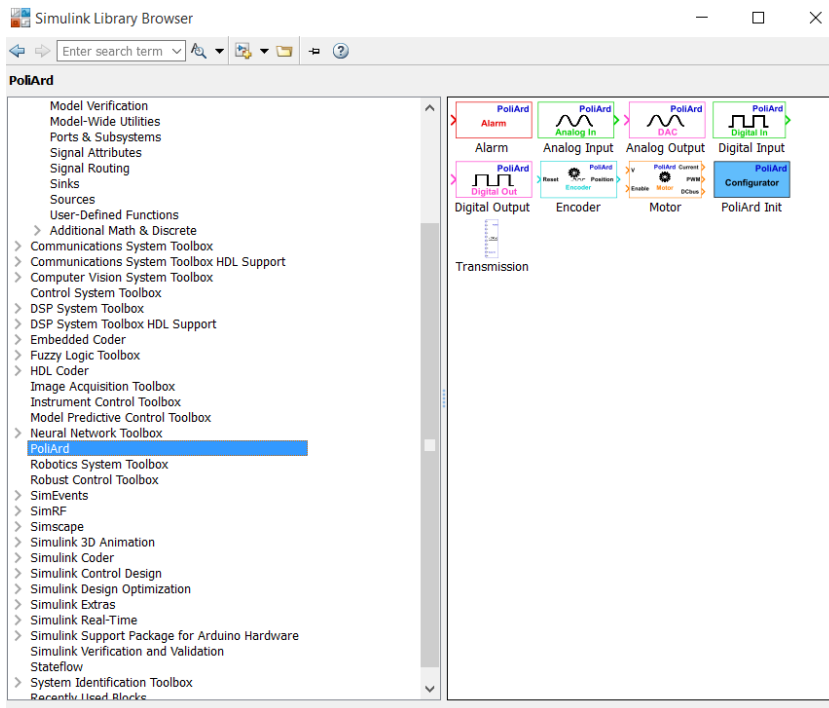 Simulink Library Browser
Enter search term
PoliArd
Model Verification
Model-Wide Utilities
Ports & Subsystems
Signal Attributes
Signal Routing
Sinks
Sources
User-Defined Functions
Additional Math & Discrete
Communications System Toolbox
Communications System Toolbox HDL Support
Computer Vision System Toolbox
Control System Toolbox
DSP System Toolbox
DSP System Toolbox HDL Support
Embedded Coder
Fuzzy Logic Toolbox
HDL Coder
Image Acquisition Toolbox
Instrument Control Toolbox
Model Predictive Control Toolbox
Neural Network Toolbox
PoliArd
Robotics System Toolbox
Robust Control Toolbox
SimEvents
SimRF
Simscape
Simulink 3D Animation
Simulink Coder
Simulink Control Design
Simulink Design Optimization
Simulink Extras
Simulink Real-Time
Simulink Support Package for Arduino Hardware
Simulink Verification and Validation
Stateflow
System Identification Toolbox
Recently Used Blocks
PoliArd PoliArd PoliArd PoliArd
Alarm Analog In DAC Digital In
Alarm Analog Input Analog Output Digital Input
PoliArd PoliArd V PoliArd Current PoliArd
Reset Position PWM Configurator
Digital Out Encoder Enable Motor DCbus
Digital Output Encoder Motor PoliArd Init
Transmission